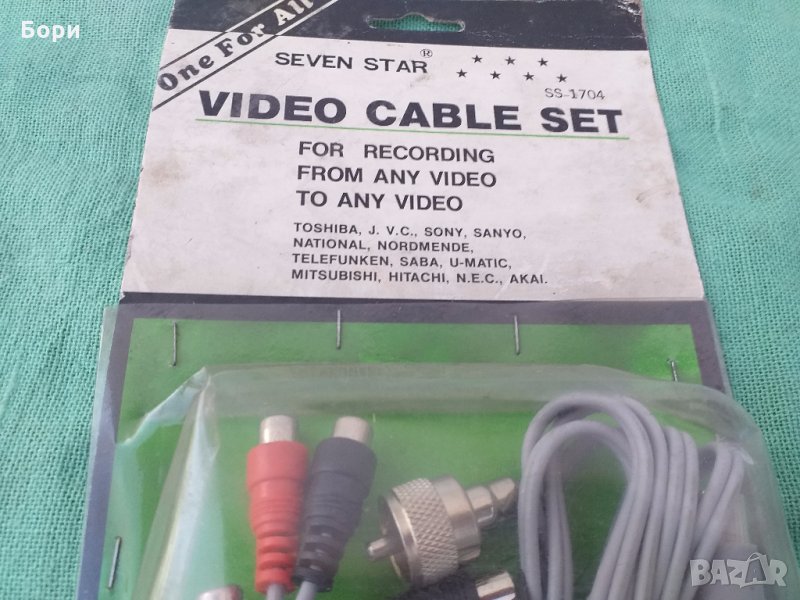 Бори
One For All
SEVEN STAR ®
SS-1704
VIDEO CABLE SET
FOR RECORDING
FROM ANY VIDEO
TO ANY VIDEO
TOSHIBA, J. V.C., SONY, SANYO,
NATIONAL, NORDMENDE,
TELEFUNKEN, SABA, U-MATIC,
MITSUBISHI, HITACHI, N.E.C., AKAI.
BAZAR